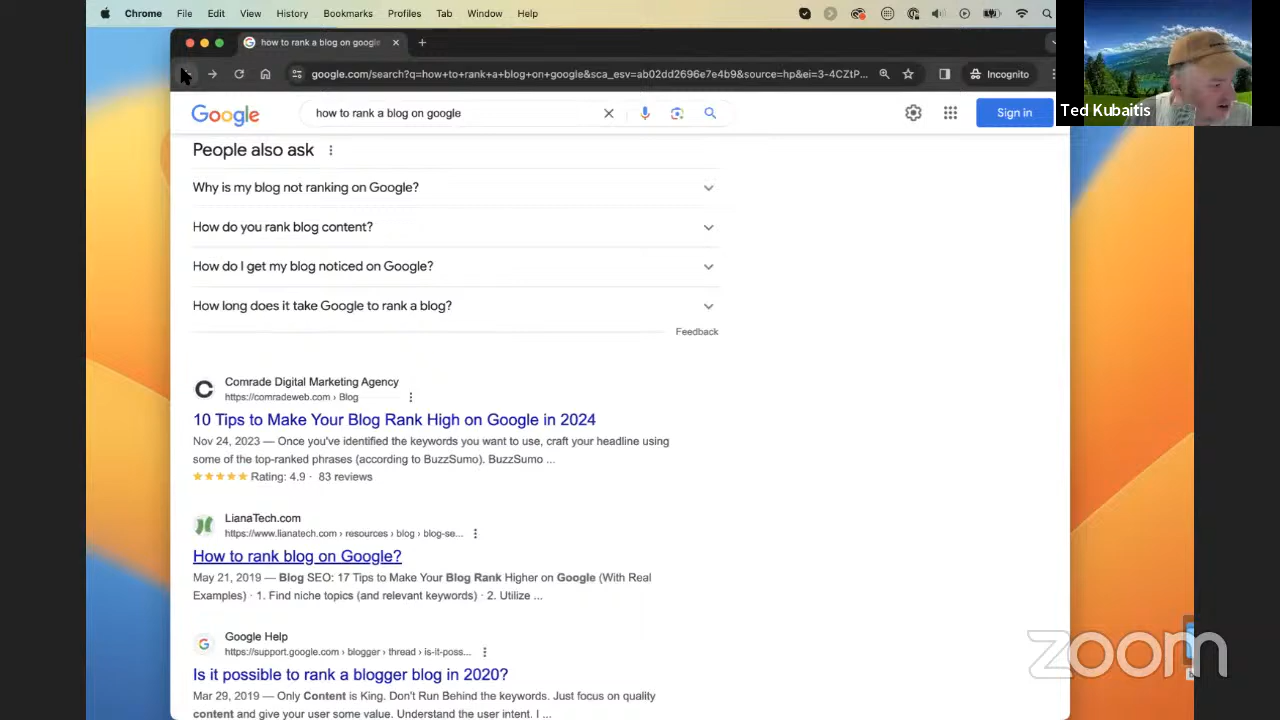 Chrome File Edit View History Bookmarks Profiles Tab Window Help
how to rank a blog on google
google.com/search?q=how+to+rank+a+blog+on+google&sca_esv=ab02dd2696e7e4b9&source=hp&ei=3-4CZtP...
Incognito
Ted Kubaitis
Google
how to rank a blog on google
Sign in
People also ask
Why is my blog not ranking on Google?
How do you rank blog content?
How do I get my blog noticed on Google?
How long does it take Google to rank a blog?
Feedback
Comrade Digital Marketing Agency
https://comradeweb.com › Blog
10 Tips to Make Your Blog Rank High on Google in 2024
Nov 24, 2023 — Once you've identified the keywords you want to use, craft your headline using
some of the top-ranked phrases (according to BuzzSumo). BuzzSumo ...
Rating: 4.9 · 83 reviews
LianaTech.com
https://www.lianatech.com › resources › blog › blog-se...
How to rank blog on Google?
May 21, 2019 — Blog SEO: 17 Tips to Make Your Blog Rank Higher on Google (With Real
Examples) · 1. Find niche topics (and relevant keywords) · 2. Utilize ...
Google Help
https://support.google.com › blogger › thread › is-it-poss...
Is it possible to rank a blogger blog in 2020?
Mar 29, 2019 — Only Content is King. Don't Run Behind the keywords. Just focus on quality
content and give your user some value. Understand the user intent. I ...
zoom